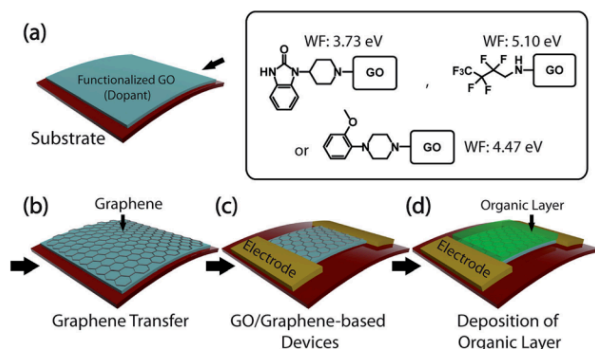 (a)
Functionalized GO
(Dopant)
Substrate
WF: 3.73 eV
O
HN
N
N
GO
,
WF: 5.10 eV
F
F
F3C
F
F
F
F
H
N
GO
or
O
N
N
GO
WF: 4.47 eV
(b)
Graphene
Graphene Transfer
(c)
Electrode
GO/Graphene-based
Devices
(d)
Organic Layer
Electrode
Deposition of
Organic Layer